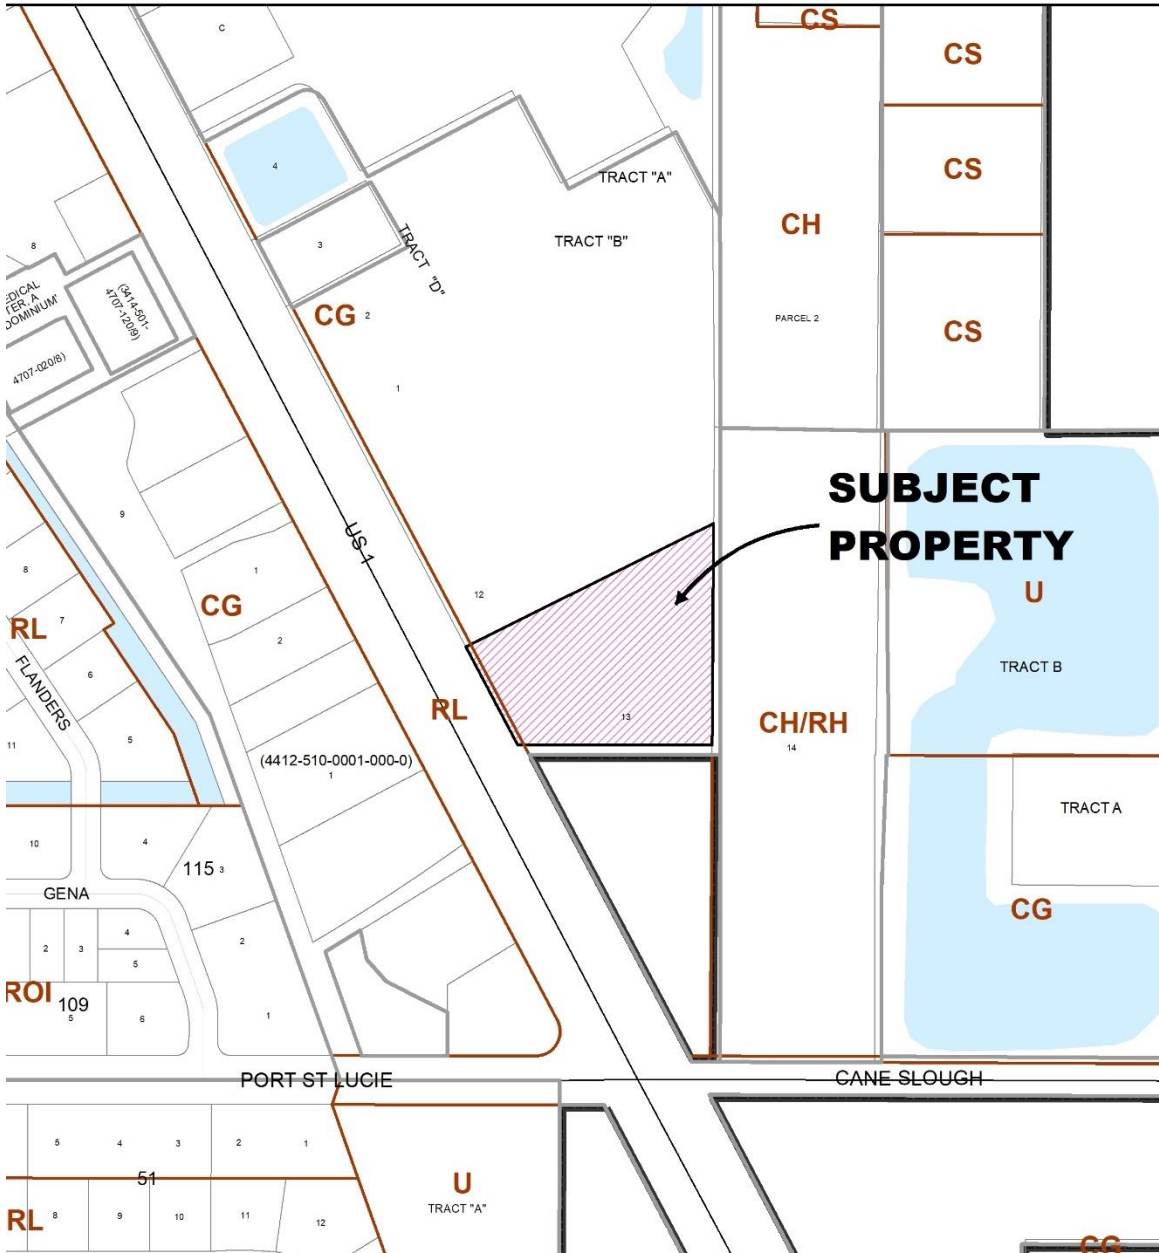 CS
C
CS
4
CS
TRACT "A"
3
CH
TRACT "B"
8
TRACT "D"
EDICAL
TER, A
DOMINIUM'
(3414-501-
4707-120/9)
CG
2
PARCEL 2
CS
4707-020/8)
1
SUBJECT
PROPERTY
9
US 1
8
1
12
U
CG
7
RL
2
TRACT B
FLANDERS
6
RL
13
CH/RH
14
11
5
(4412-510-0001-000-0)
1
TRACT A
10
4
115
3
GENA
CG
4
2
3
2
5
ROI
109
5
6
1
PORT ST LUCIE
CANE SLOUGH
5
4
3
2
1
51
U
TRACT "A"
RL
8
9
10
11
12
CG